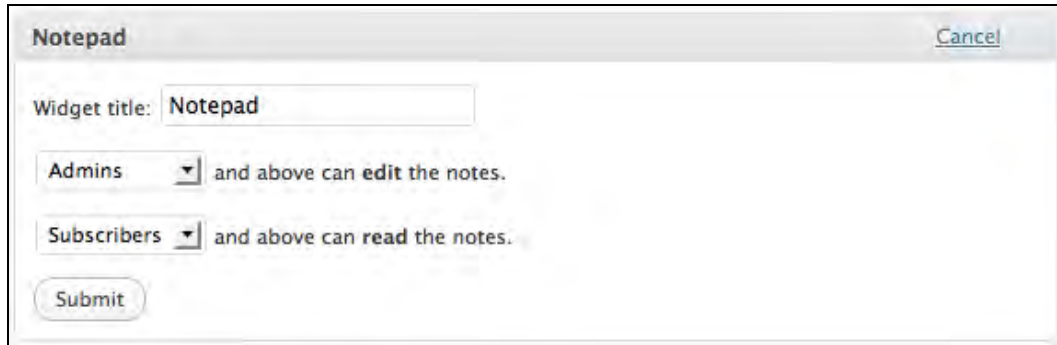 Notepad Cancel
Widget title: Notepad
Admins and above can edit the notes.
Subscribers and above can read the notes.
Submit